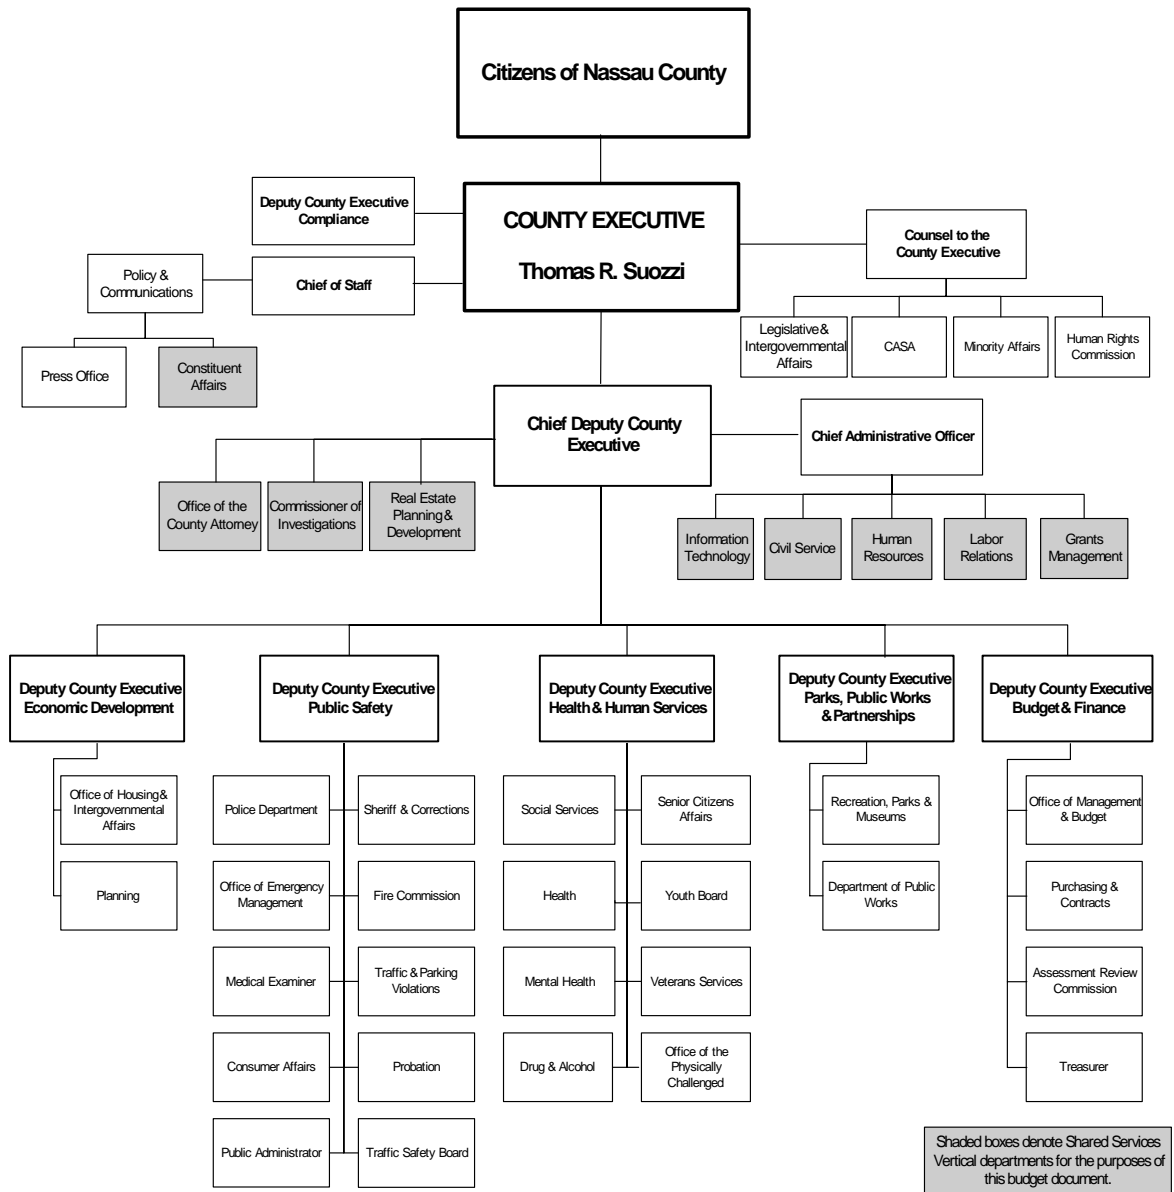 Citizens of Nassau County
Deputy County Executive
Compliance
COUNTY EXECUTIVE
Thomas R. Suozzi
Counsel to the
County Executive
Policy &
Communications
Chief of Staff
Press Office
Constituent
Affairs
Legislative &
Intergovernmental
Affairs
CASA
Minority Affairs
Human Rights
Commission
Chief Deputy County
Executive
Chief Administrative Officer
Office of the
County Attorney
Commissioner of
Investigations
Real Estate
Planning &
Development
Information
Technology
Civil Service
Human
Resources
Labor
Relations
Grants
Management
Deputy County Executive
Economic Development
Deputy County Executive
Public Safety
Deputy County Executive
Health & Human Services
Deputy County Executive
Parks, Public Works
& Partnerships
Deputy County Executive
Budget & Finance
Office of Housing &
Intergovernmental
Affairs
Planning
Police Department
Sheriff & Corrections
Office of Emergency
Management
Fire Commission
Medical Examiner
Traffic & Parking
Violations
Consumer Affairs
Probation
Public Administrator
Traffic Safety Board
Social Services
Senior Citizens
Affairs
Health
Youth Board
Mental Health
Veterans Services
Drug & Alcohol
Office of the
Physically
Challenged
Recreation, Parks &
Museums
Department of Public
Works
Office of Management
& Budget
Purchasing &
Contracts
Assessment Review
Commission
Treasurer
Shaded boxes denote Shared Services
Vertical departments for the purposes of
this budget document.